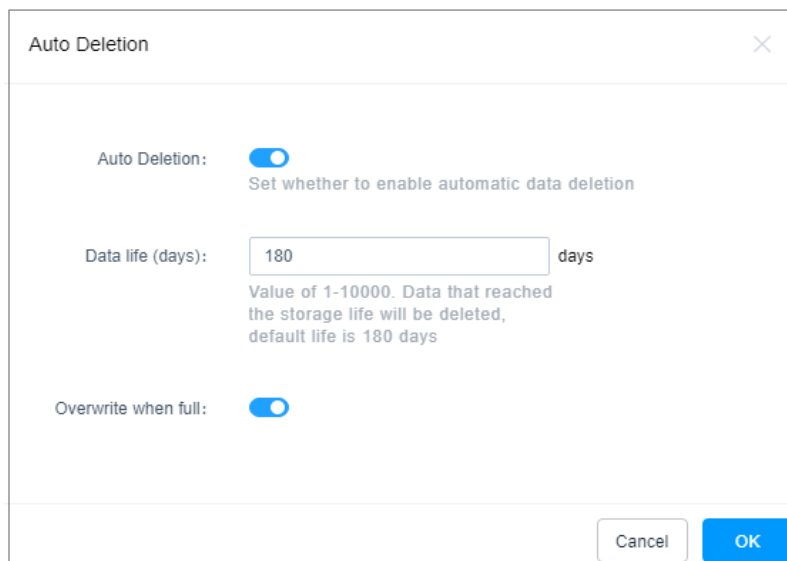 Auto Deletion
Auto Deletion:
Set whether to enable automatic data deletion
Data life (days):
180
days
Value of 1-10000. Data that reached
the storage life will be deleted,
default life is 180 days
Overwrite when full:
Cancel
OK